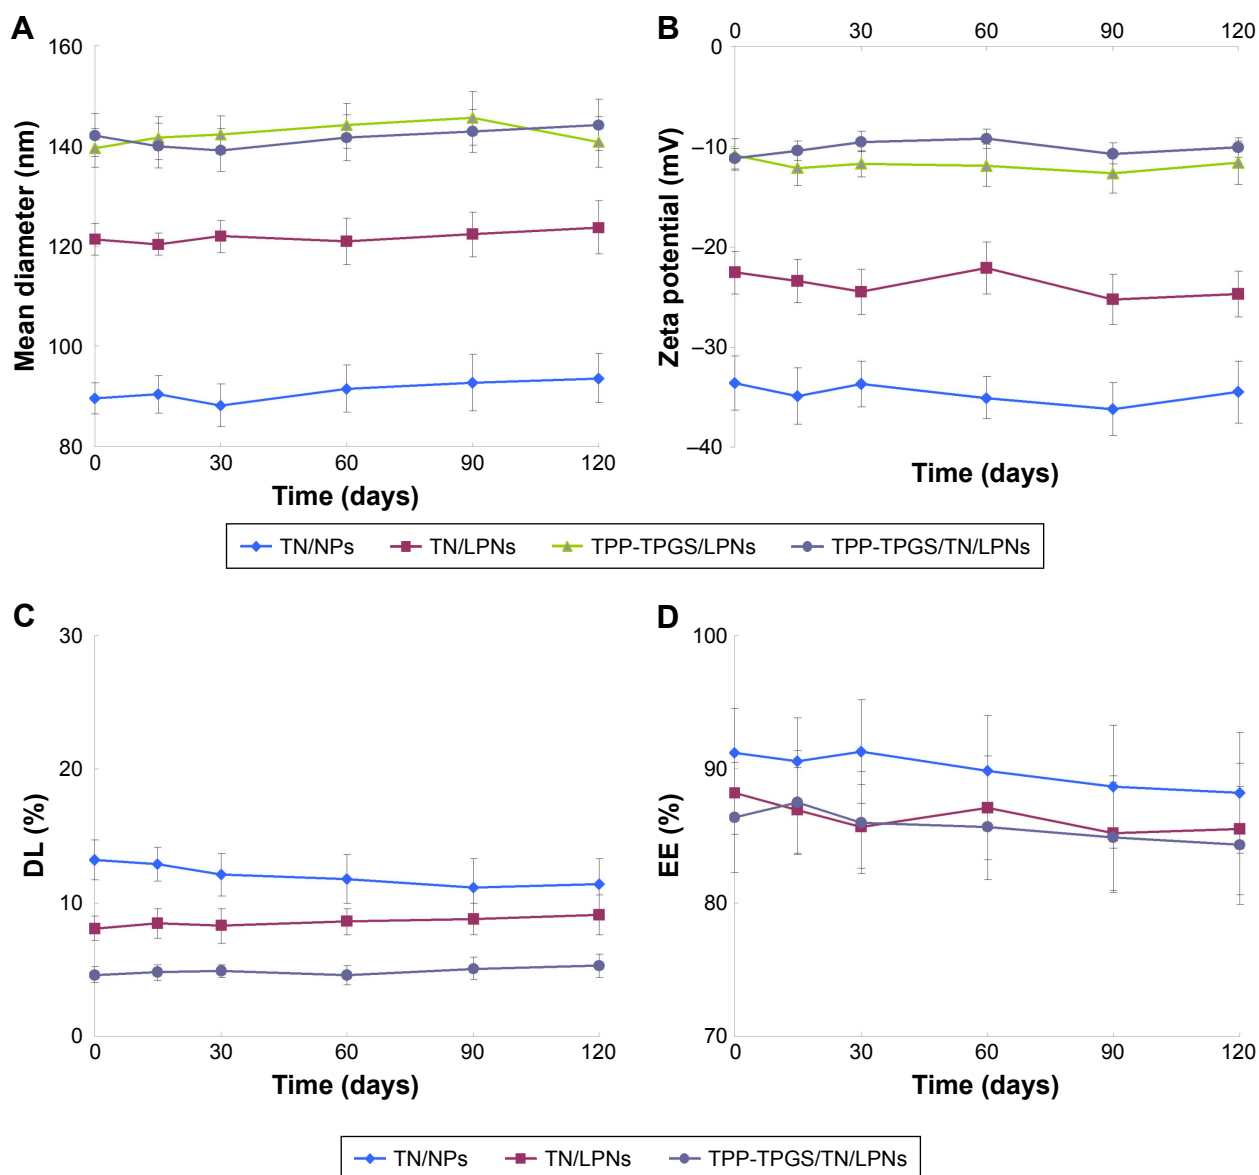 A
160
140
120
100
80
Mean diameter (nm)
0 30 60 90 120
Time (days)
B
0 30 60 90 120
0
–10
–20
–30
–40
Zeta potential (mV)
Time (days)
TN/NPs TN/LPNs TPP-TPGS/LPNs TPP-TPGS/TN/LPNs
C
30
20
10
0
DL (%)
0 30 60 90 120
Time (days)
D
100
90
80
70
EE (%)
0 30 60 90 120
Time (days)
TN/NPs TN/LPNs TPP-TPGS/TN/LPNs